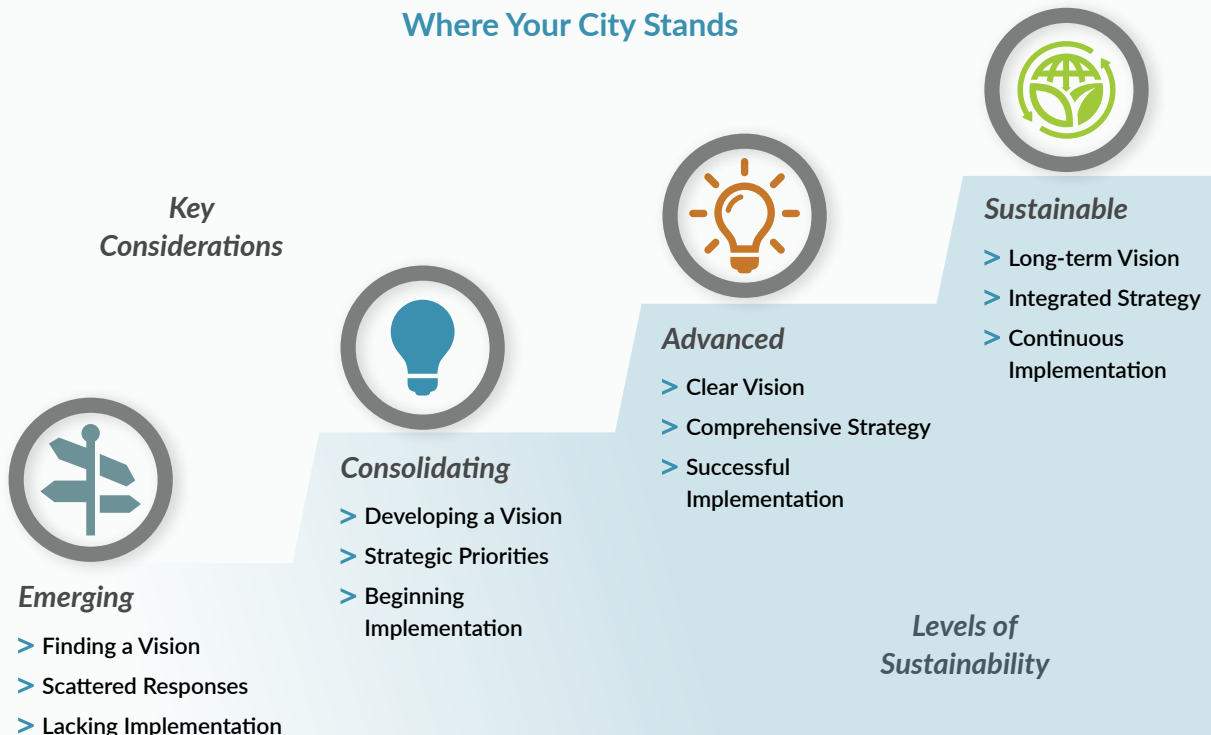 Where Your City Stands
Key
Considerations
Emerging
> Finding a Vision
> Scattered Responses
> Lacking Implementation
Consolidating
> Developing a Vision
> Strategic Priorities
> Beginning
Implementation
Advanced
> Clear Vision
> Comprehensive Strategy
> Successful
Implementation
Sustainable
> Long-term Vision
> Integrated Strategy
> Continuous
Implementation
Levels of
Sustainability